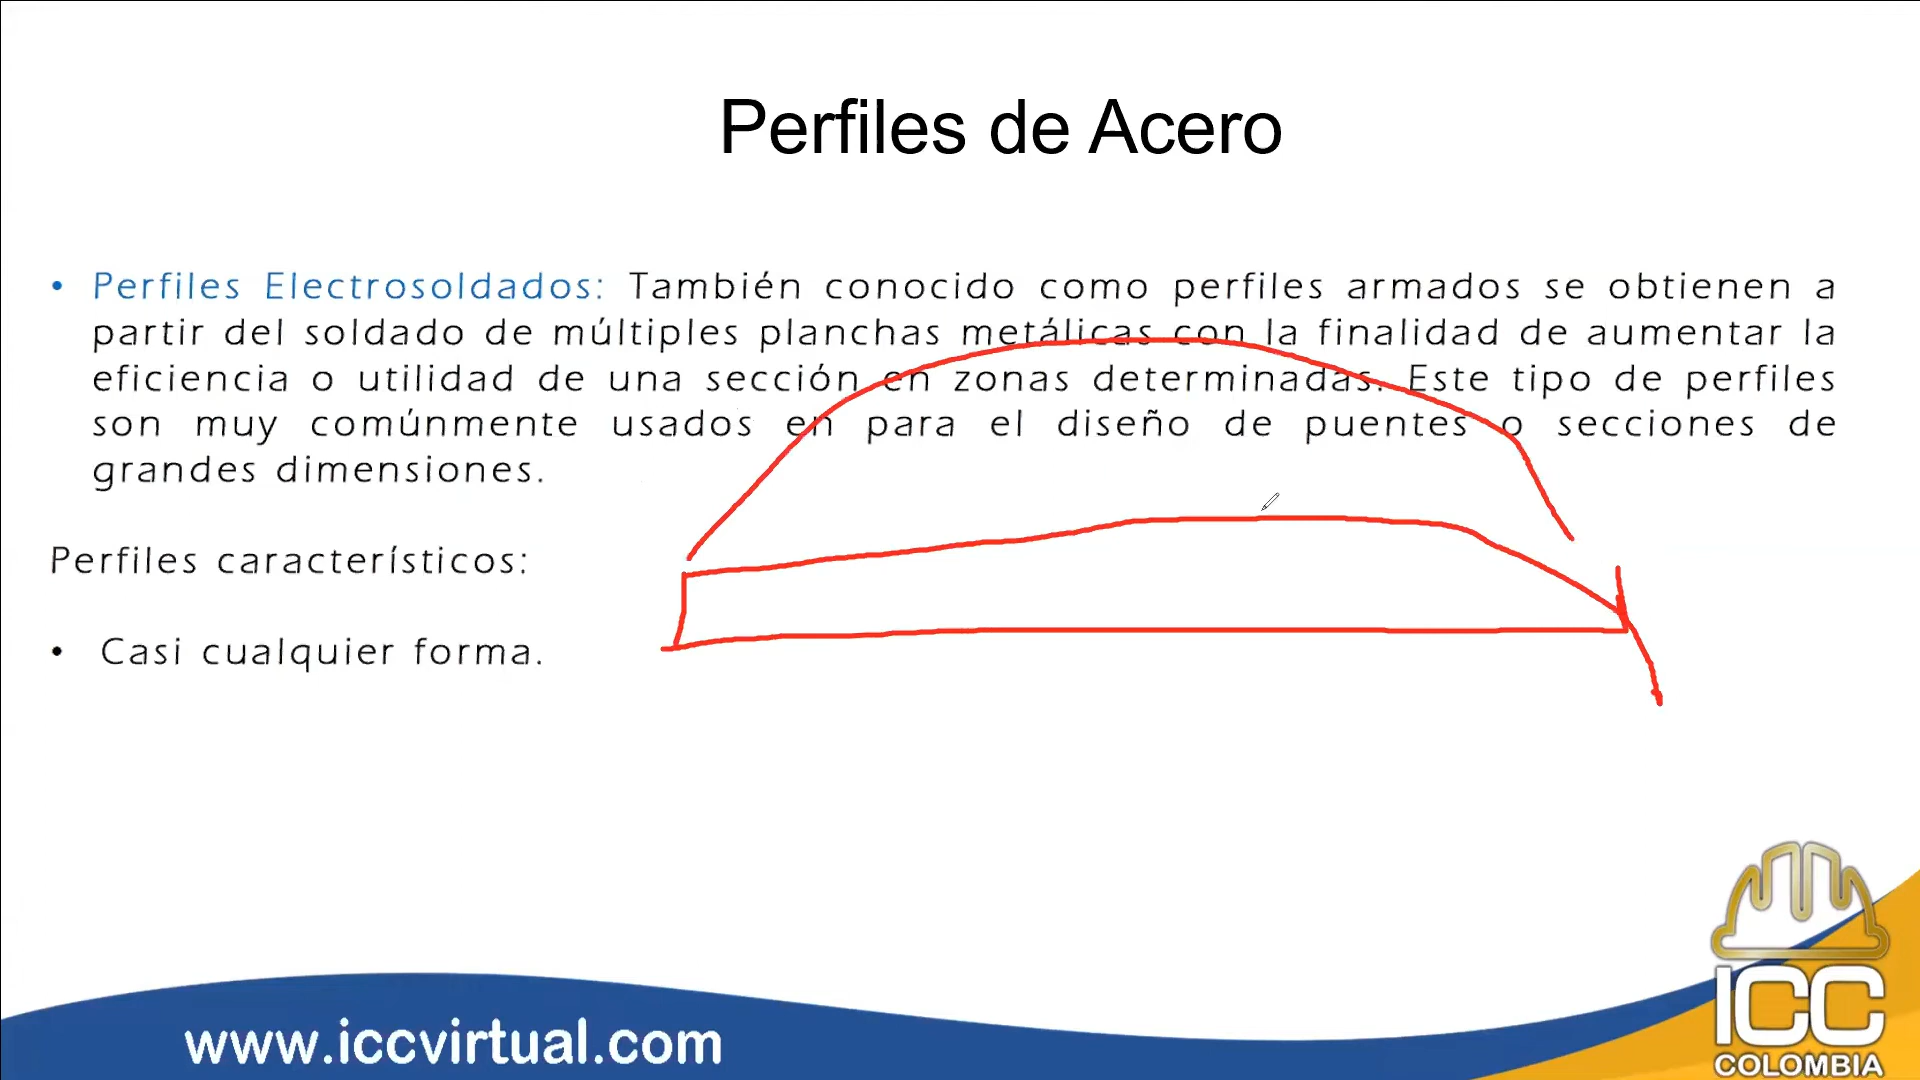 Perfiles de Acero
• Perfiles Electrosoldados: También conocido como perfiles armados se obtienen a
partir del soldado de múltiples planchas metálicas con la finalidad de aumentar la
eficiencia o utilidad de una sección en zonas determinadas. Este tipo de perfiles
son muy comúnmente usados en para el diseño de puentes o secciones de
grandes dimensiones.
Perfiles característicos:
• Casi cualquier forma.
www.iccvirtual.com
ICC
COLOMBIA